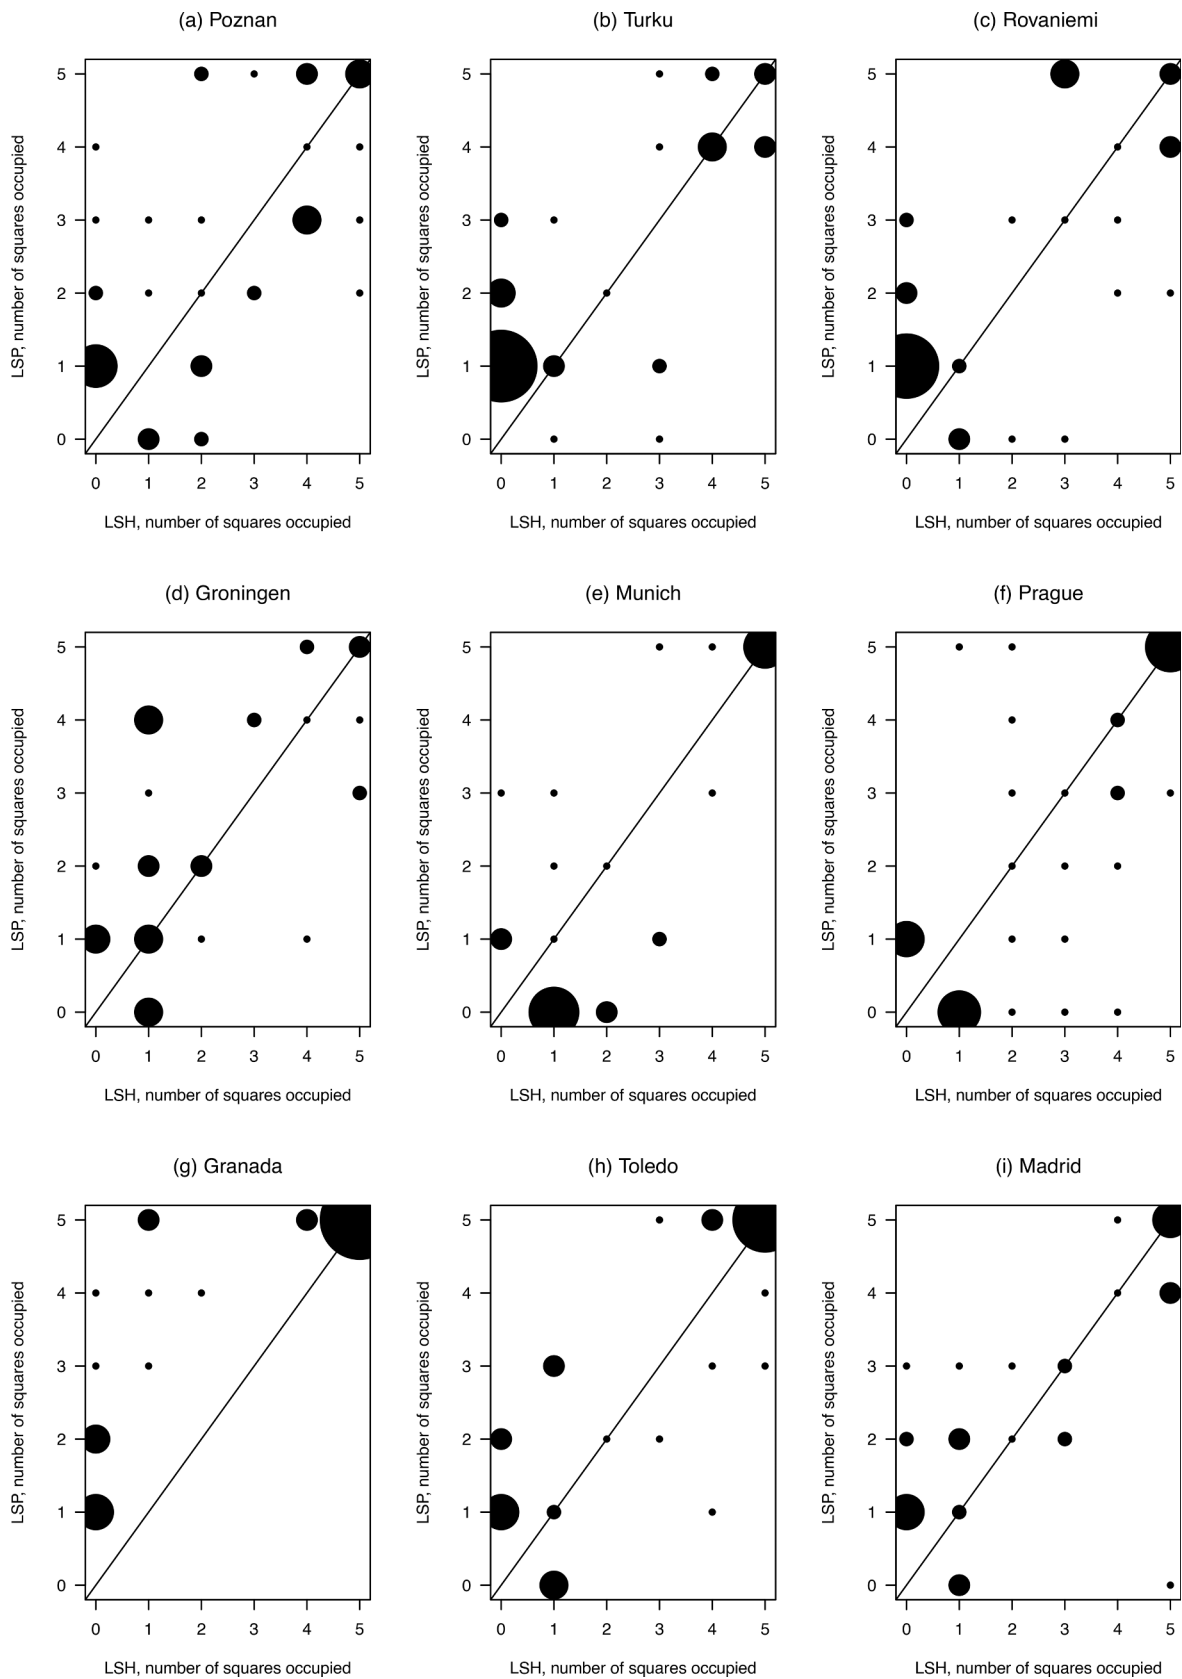 (a) Poznan
(b) Turku
(c) Rovaniemi
LSP, number of squares occupied
5
4
3
2
1
0
0 1 2 3 4 5
LSH, number of squares occupied
LSP, number of squares occupied
5
4
3
2
1
0
0 1 2 3 4 5
LSH, number of squares occupied
LSP, number of squares occupied
5
4
3
2
1
0
0 1 2 3 4 5
LSH, number of squares occupied
(d) Groningen
(e) Munich
(f) Prague
LSP, number of squares occupied
5
4
3
2
1
0
0 1 2 3 4 5
LSH, number of squares occupied
LSP, number of squares occupied
5
4
3
2
1
0
0 1 2 3 4 5
LSH, number of squares occupied
LSP, number of squares occupied
5
4
3
2
1
0
0 1 2 3 4 5
LSH, number of squares occupied
(g) Granada
(h) Toledo
(i) Madrid
LSP, number of squares occupied
5
4
3
2
1
0
0 1 2 3 4 5
LSH, number of squares occupied
LSP, number of squares occupied
5
4
3
2
1
0
0 1 2 3 4 5
LSH, number of squares occupied
LSP, number of squares occupied
5
4
3
2
1
0
0 1 2 3 4 5
LSH, number of squares occupied